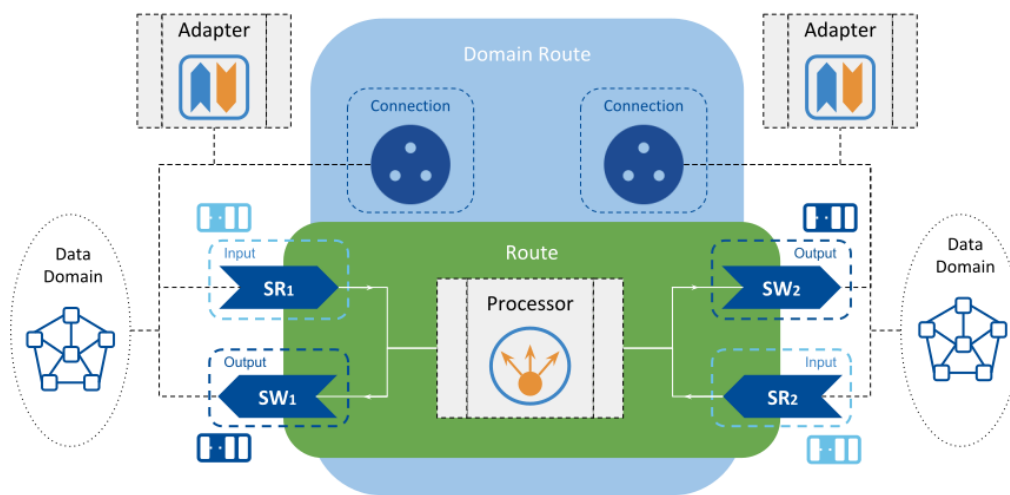 Adapter
Domain Route
Adapter
Connection
Connection
Data
Domain
Input
SR1
Output
SW1
Route
Processor
Output
SW2
Input
SR2
Data
Domain